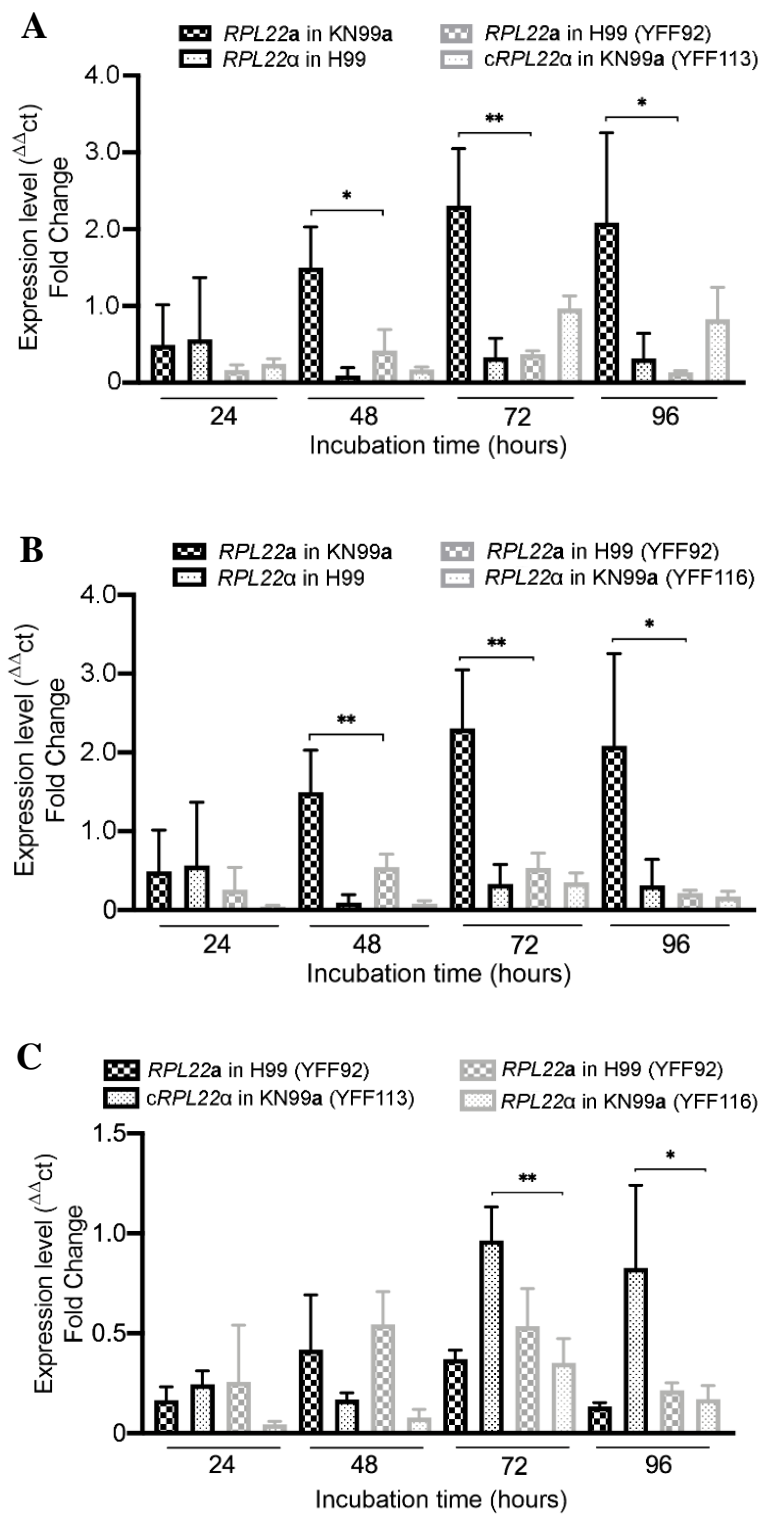 A
RPL22a in KN99a RPL22a in H99 (YFF92)
RPL22α in H99 cRPL22α in KN99a (YFF113)
Expression level (ΔΔct)
Fold Change
4.0
3.0
2.0
1.0
0
* ** *
24 48 72 96
Incubation time (hours)
B
RPL22a in KN99a RPL22a in H99 (YFF92)
RPL22α in H99 RPL22α in KN99a (YFF116)
Expression level (ΔΔct)
Fold Change
4.0
3.0
2.0
1.0
0
** ** *
24 48 72 96
Incubation time (hours)
C
RPL22a in H99 (YFF92) RPL22a in H99 (YFF92)
cRPL22α in KN99a (YFF113) RPL22α in KN99a (YFF116)
Expression level (ΔΔct)
Fold Change
1.5
1.0
0.5
0
** *
24 48 72 96
Incubation time (hours)